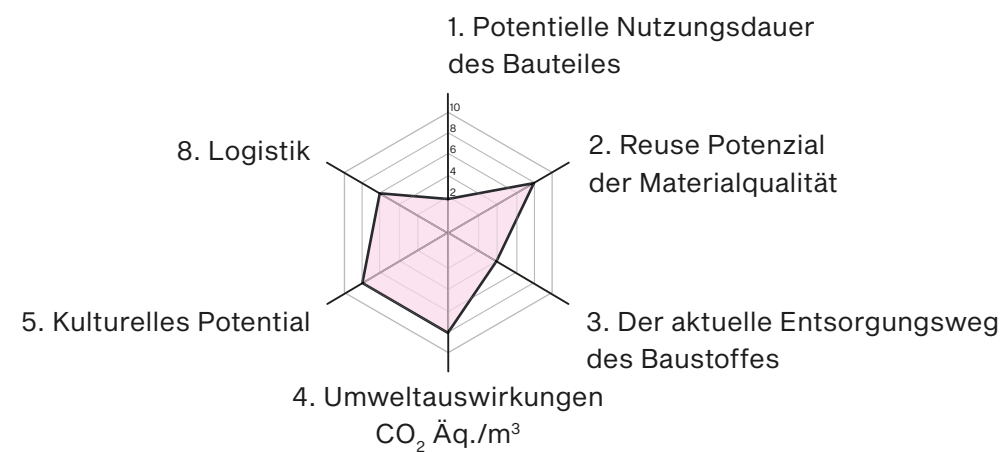 1. Potentielle Nutzungsdauer
des Bauteiles
10
8
6
4
2
8. Logistik
2. Reuse Potenzial
der Materialqualität
5. Kulturelles Potential
3. Der aktuelle Entsorgungsweg
des Baustoffes
4. Umweltauswirkungen
CO₂ Äq./m³